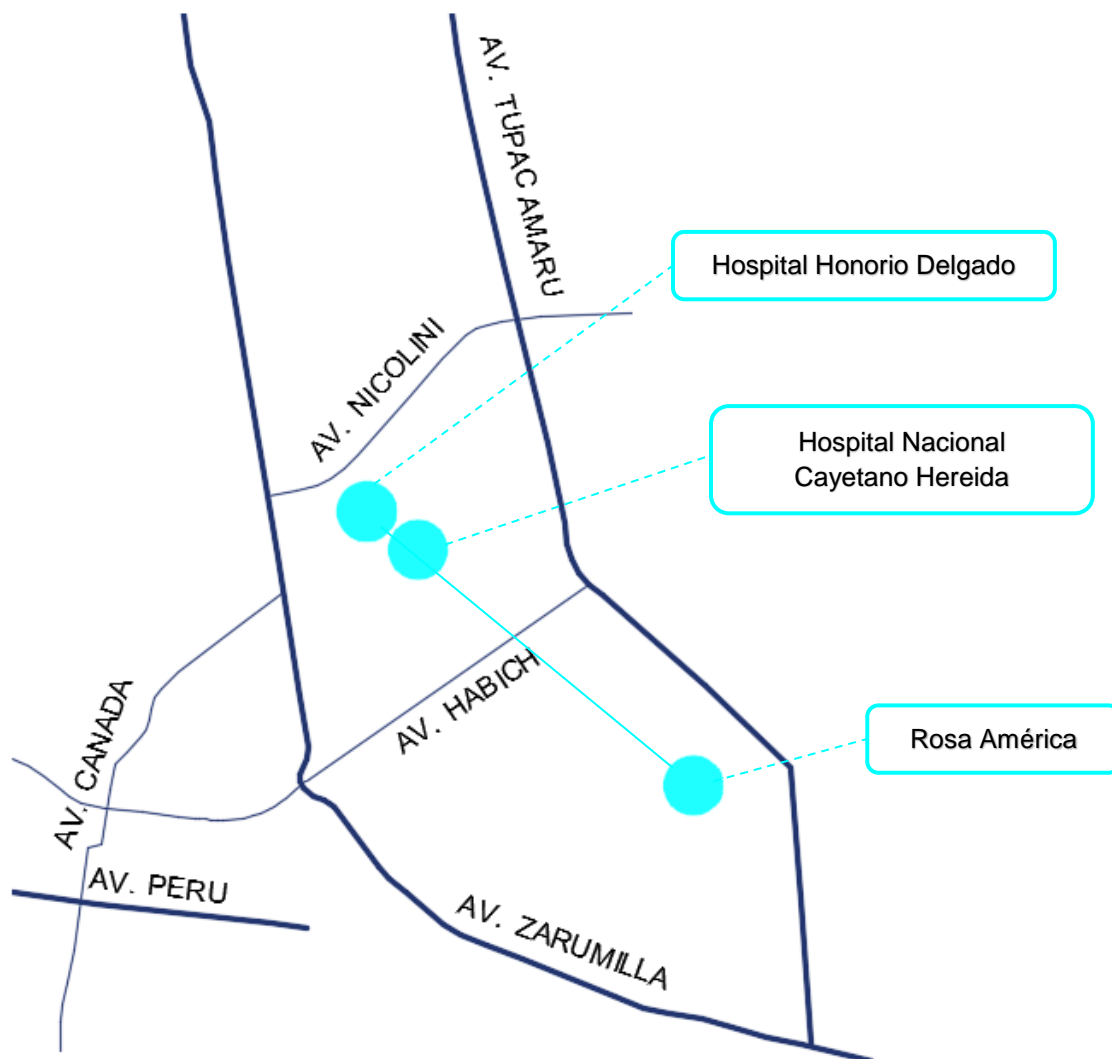 AV. TUPAC AMARU
Hospital Honorio Delgado
AV. NICOLINI
Hospital Nacional
Cayetano Hereida
AV. HABICH
Rosa América
AV. CANADA
AV. PERU
AV. ZARUMILLA